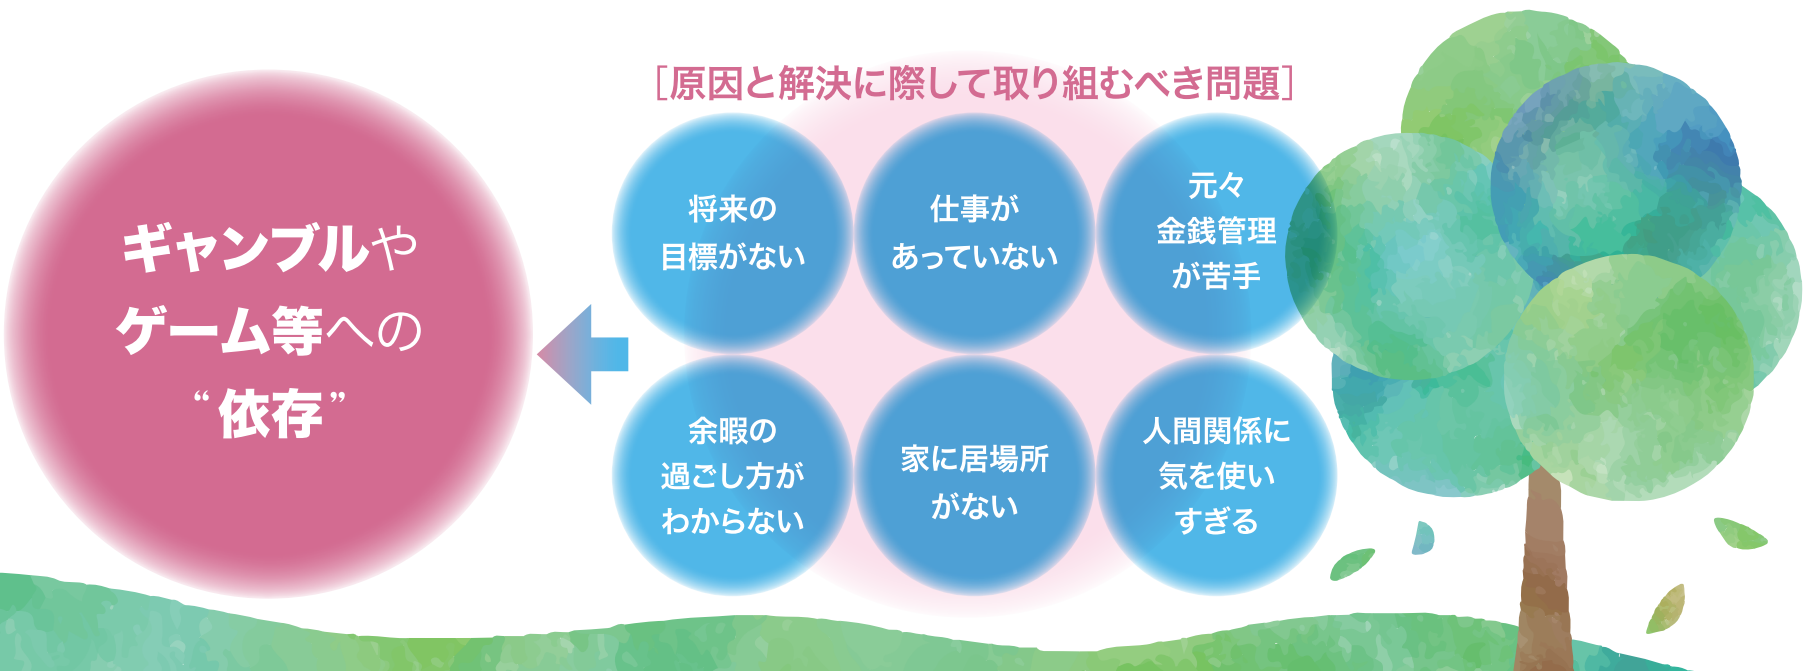 ［原因と解決に際して取り組むべき問題］
ギャンブルや
ゲーム等への
“依存”
将来の
目標がない
仕事が
あっていない
元々
金銭管理
が苦手
余暇の
過ごし方が
わからない
家に居場所
がない
人間関係に
気を使い
すぎる